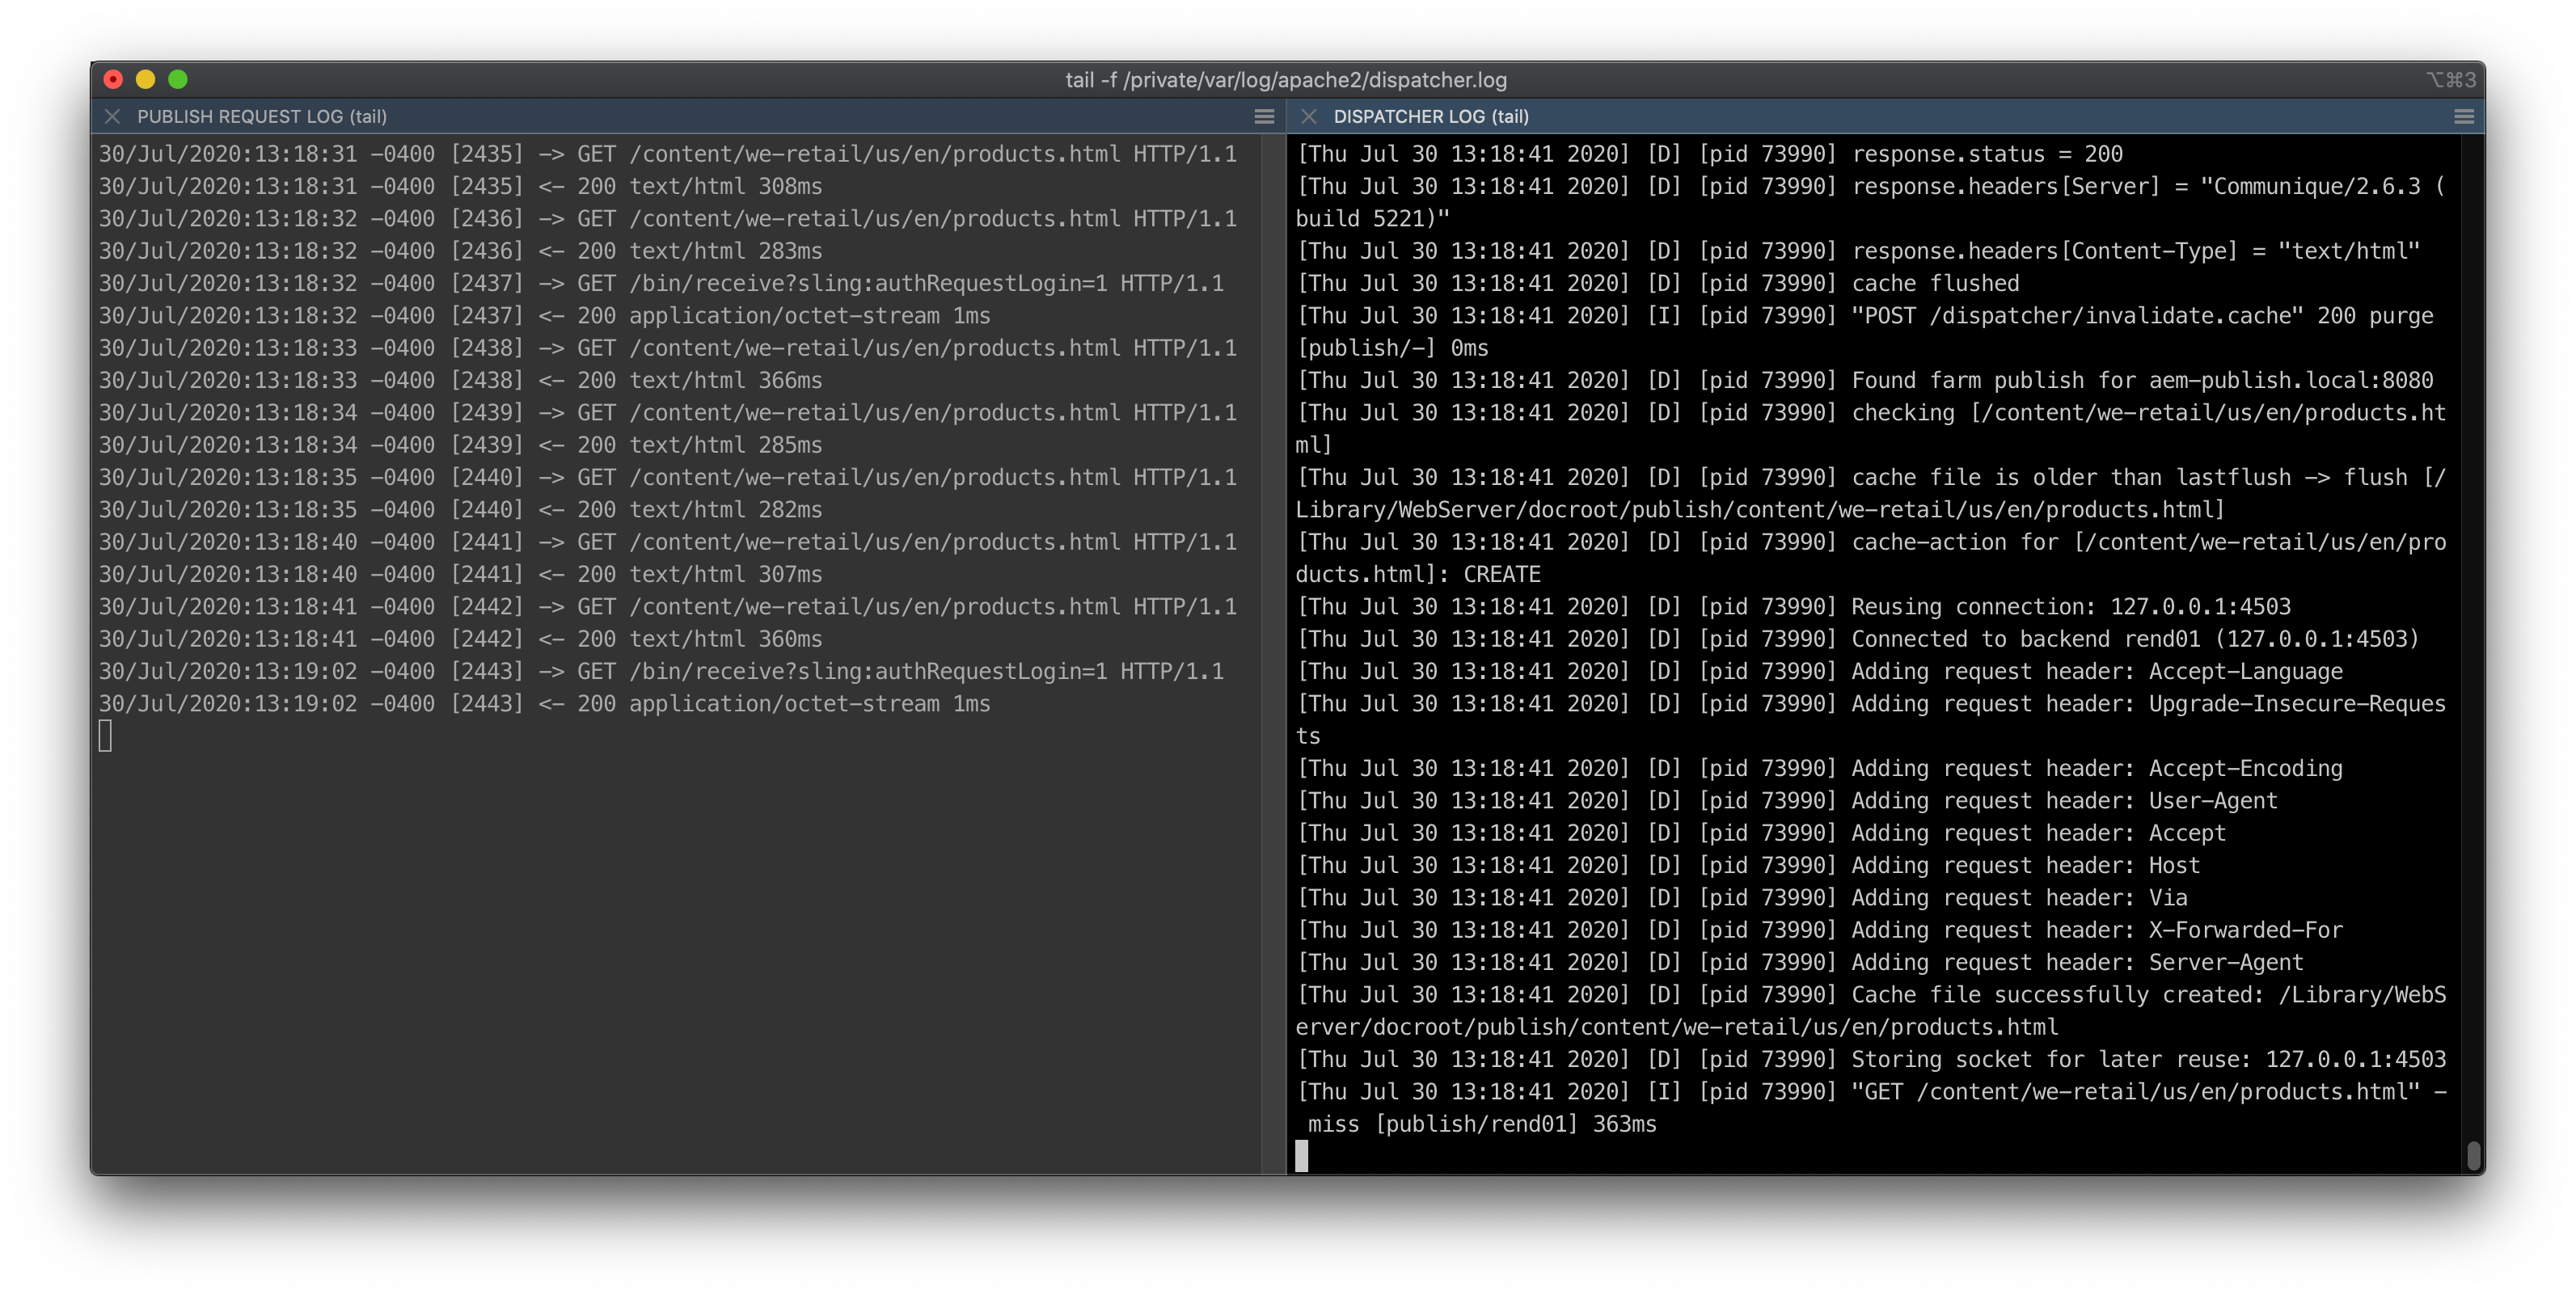 tail -f /private/var/log/apache2/dispatcher.log
⌥⌘3
PUBLISH REQUEST LOG (tail)
30/Jul/2020:13:18:31 -0400 [2435] -> GET /content/we-retail/us/en/products.html HTTP/1.1
30/Jul/2020:13:18:31 -0400 [2435] <- 200 text/html 308ms
30/Jul/2020:13:18:32 -0400 [2436] -> GET /content/we-retail/us/en/products.html HTTP/1.1
30/Jul/2020:13:18:32 -0400 [2436] <- 200 text/html 283ms
30/Jul/2020:13:18:32 -0400 [2437] -> GET /bin/receive?sling:authRequestLogin=1 HTTP/1.1
30/Jul/2020:13:18:32 -0400 [2437] <- 200 application/octet-stream 1ms
30/Jul/2020:13:18:33 -0400 [2438] -> GET /content/we-retail/us/en/products.html HTTP/1.1
30/Jul/2020:13:18:33 -0400 [2438] <- 200 text/html 366ms
30/Jul/2020:13:18:34 -0400 [2439] -> GET /content/we-retail/us/en/products.html HTTP/1.1
30/Jul/2020:13:18:34 -0400 [2439] <- 200 text/html 285ms
30/Jul/2020:13:18:35 -0400 [2440] -> GET /content/we-retail/us/en/products.html HTTP/1.1
30/Jul/2020:13:18:35 -0400 [2440] <- 200 text/html 282ms
30/Jul/2020:13:18:40 -0400 [2441] -> GET /content/we-retail/us/en/products.html HTTP/1.1
30/Jul/2020:13:18:40 -0400 [2441] <- 200 text/html 307ms
30/Jul/2020:13:18:41 -0400 [2442] -> GET /content/we-retail/us/en/products.html HTTP/1.1
30/Jul/2020:13:18:41 -0400 [2442] <- 200 text/html 360ms
30/Jul/2020:13:19:02 -0400 [2443] -> GET /bin/receive?sling:authRequestLogin=1 HTTP/1.1
30/Jul/2020:13:19:02 -0400 [2443] <- 200 application/octet-stream 1ms
DISPATCHER LOG (tail)
[Thu Jul 30 13:18:41 2020] [D] [pid 73990] response.status = 200
[Thu Jul 30 13:18:41 2020] [D] [pid 73990] response.headers[Server] = "Communique/2.6.3 (
build 5221)"
[Thu Jul 30 13:18:41 2020] [D] [pid 73990] response.headers[Content-Type] = "text/html"
[Thu Jul 30 13:18:41 2020] [D] [pid 73990] cache flushed
[Thu Jul 30 13:18:41 2020] [I] [pid 73990] "POST /dispatcher/invalidate.cache" 200 purge
[publish/-] 0ms
[Thu Jul 30 13:18:41 2020] [D] [pid 73990] Found farm publish for aem-publish.local:8080
[Thu Jul 30 13:18:41 2020] [D] [pid 73990] checking [/content/we-retail/us/en/products.ht
ml]
[Thu Jul 30 13:18:41 2020] [D] [pid 73990] cache file is older than lastflush -> flush [/
Library/WebServer/docroot/publish/content/we-retail/us/en/products.html]
[Thu Jul 30 13:18:41 2020] [D] [pid 73990] cache-action for [/content/we-retail/us/en/pro
ducts.html]: CREATE
[Thu Jul 30 13:18:41 2020] [D] [pid 73990] Reusing connection: 127.0.0.1:4503
[Thu Jul 30 13:18:41 2020] [D] [pid 73990] Connected to backend rend01 (127.0.0.1:4503)
[Thu Jul 30 13:18:41 2020] [D] [pid 73990] Adding request header: Accept-Language
[Thu Jul 30 13:18:41 2020] [D] [pid 73990] Adding request header: Upgrade-Insecure-Reques
ts
[Thu Jul 30 13:18:41 2020] [D] [pid 73990] Adding request header: Accept-Encoding
[Thu Jul 30 13:18:41 2020] [D] [pid 73990] Adding request header: User-Agent
[Thu Jul 30 13:18:41 2020] [D] [pid 73990] Adding request header: Accept
[Thu Jul 30 13:18:41 2020] [D] [pid 73990] Adding request header: Host
[Thu Jul 30 13:18:41 2020] [D] [pid 73990] Adding request header: Via
[Thu Jul 30 13:18:41 2020] [D] [pid 73990] Adding request header: X-Forwarded-For
[Thu Jul 30 13:18:41 2020] [D] [pid 73990] Adding request header: Server-Agent
[Thu Jul 30 13:18:41 2020] [D] [pid 73990] Cache file successfully created: /Library/WebS
erver/docroot/publish/content/we-retail/us/en/products.html
[Thu Jul 30 13:18:41 2020] [D] [pid 73990] Storing socket for later reuse: 127.0.0.1:4503
[Thu Jul 30 13:18:41 2020] [I] [pid 73990] "GET /content/we-retail/us/en/products.html" -
miss [publish/rend01] 363ms